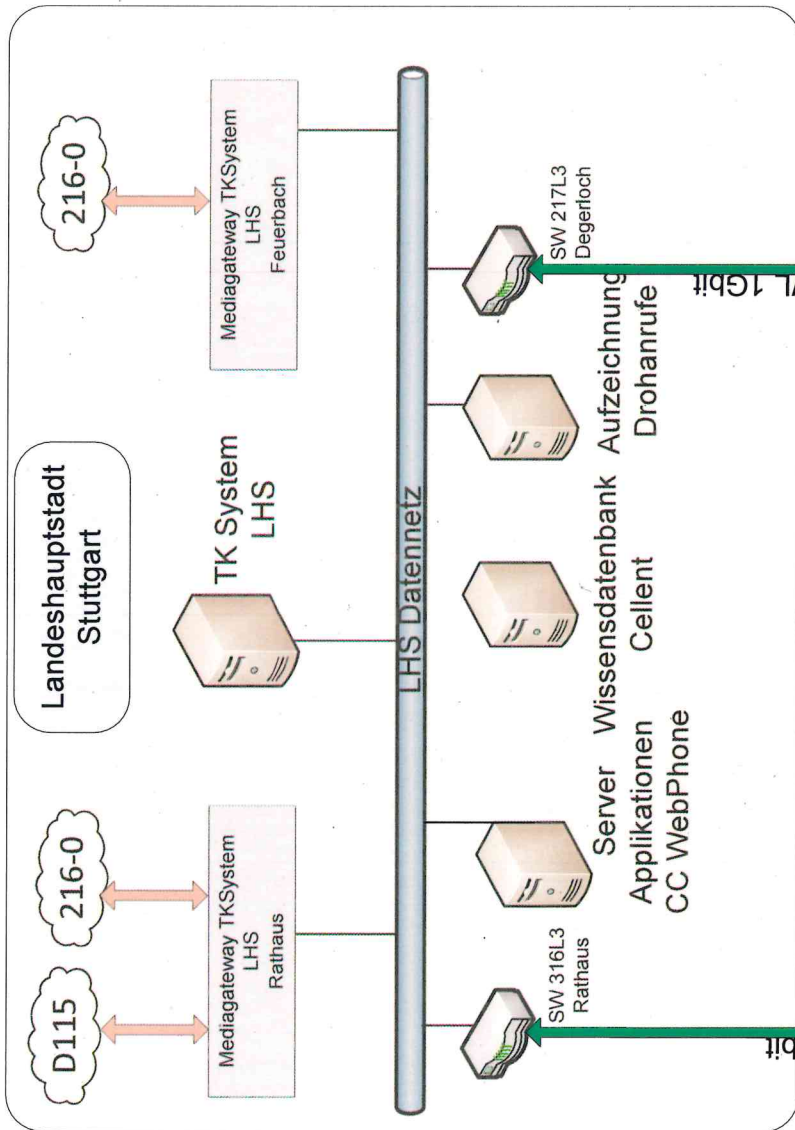 Landeshauptstadt
Stuttgart
D115
216-0
216-0
Mediagateway TKSystem
LHS
Rathaus
TK System
LHS
Mediagateway TKSystem
LHS
Feuerbach
LHS Datennetz
SW 316L3
Rathaus
Server
Applikationen
CC WebPhone
Wissensdatenbank
Cellent
Aufzeichnung
Drohanrufe
SW 217L3
Degerloch
1Gbit